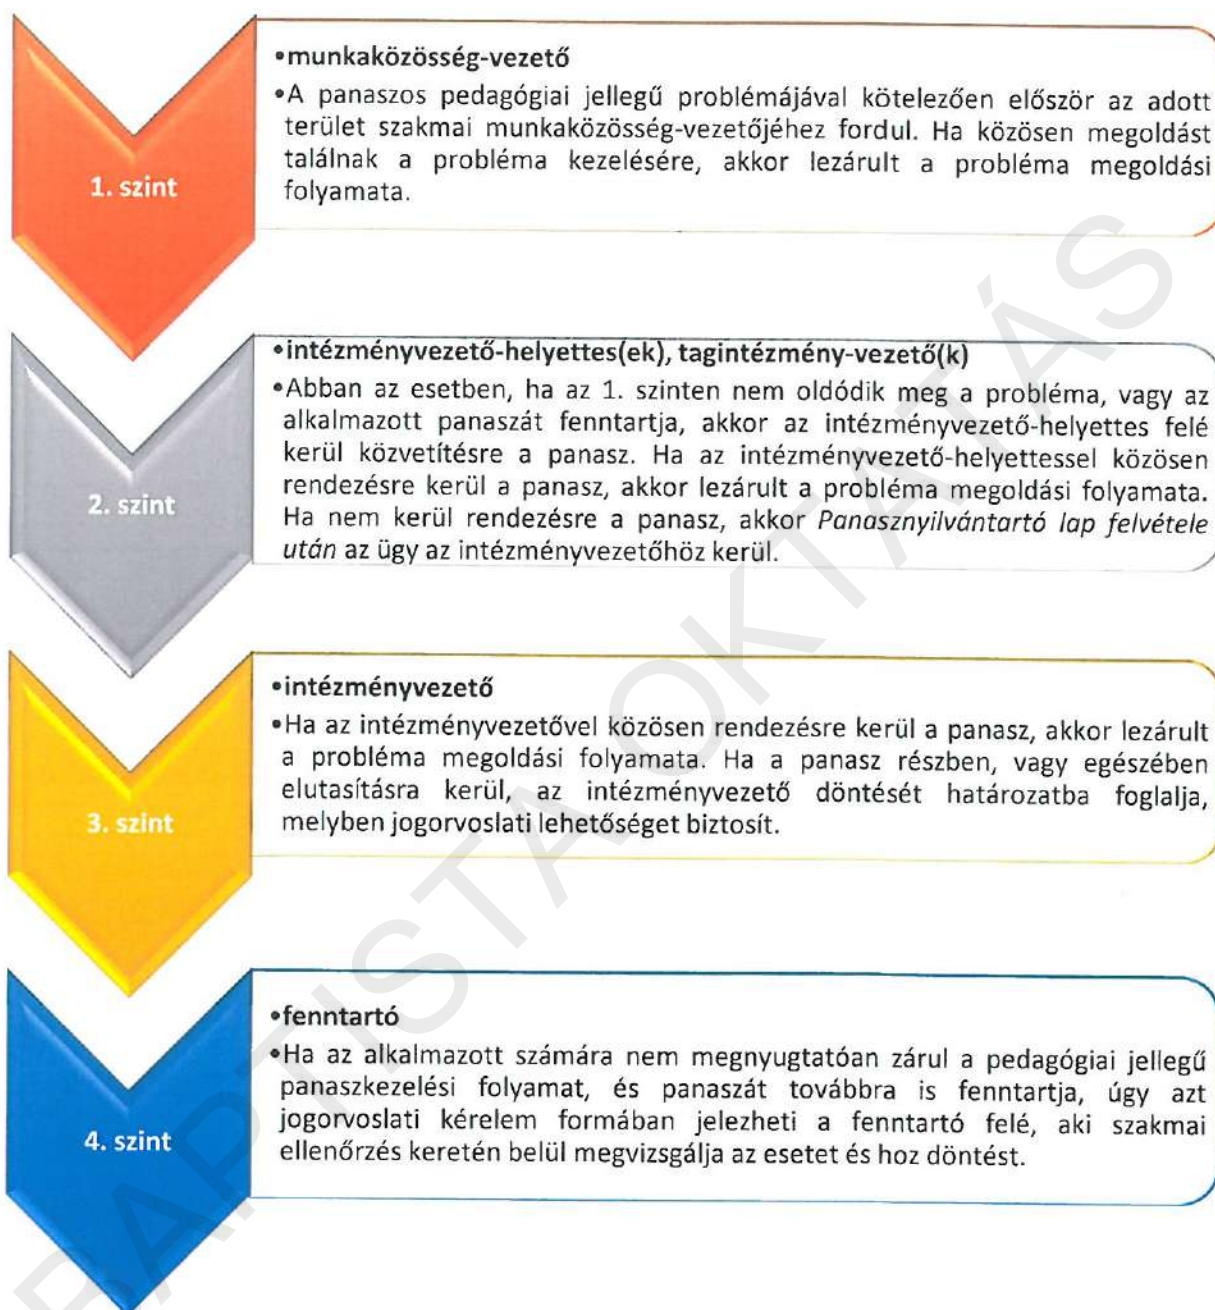 •munkaközösség-vezető
•A panaszos pedagógiai jellegű problémájával kötelezően először az adott
terület szakmai munkaközösség-vezetőjéhez fordul. Ha közösen megoldást
találnak a probléma kezelésére, akkor lezárult a probléma megoldási
folyamata.
1. szint
•intézményvezető-helyettes(ek), tagintézmény-vezető(k)
•Abban az esetben, ha az 1. szinten nem oldódik meg a probléma, vagy az
alkalmazott panaszát fenntartja, akkor az intézményvezető-helyettes felé
kerül közvetítésre a panasz. Ha az intézményvezető-helyettessel közösen
rendezésre kerül a panasz, akkor lezárult a probléma megoldási folyamata.
Ha nem kerül rendezésre a panasz, akkor Panasznyilvántartó lap felvétele
után az ügy az intézményvezetőhöz kerül.
2. szint
•intézményvezető
•Ha az intézményvezetővel közösen rendezésre kerül a panasz, akkor lezárult
a probléma megoldási folyamata. Ha a panasz részben, vagy egészében
elutasításra kerül, az intézményvezető döntését határozatba foglalja,
melyben jogorvoslati lehetőséget biztosít.
3. szint
•fenntartó
•Ha az alkalmazott számára nem megnyugtatóan zárul a pedagógiai jellegű
panaszkezelési folyamat, és panaszát továbbra is fenntartja, úgy azt
jogorvoslati kérelem formában jelezheti a fenntartó felé, aki szakmai
ellenőrzés keretén belül megvizsgálja az esetet és hoz döntést.
4. szint
BAPTISTA OKTATÁS